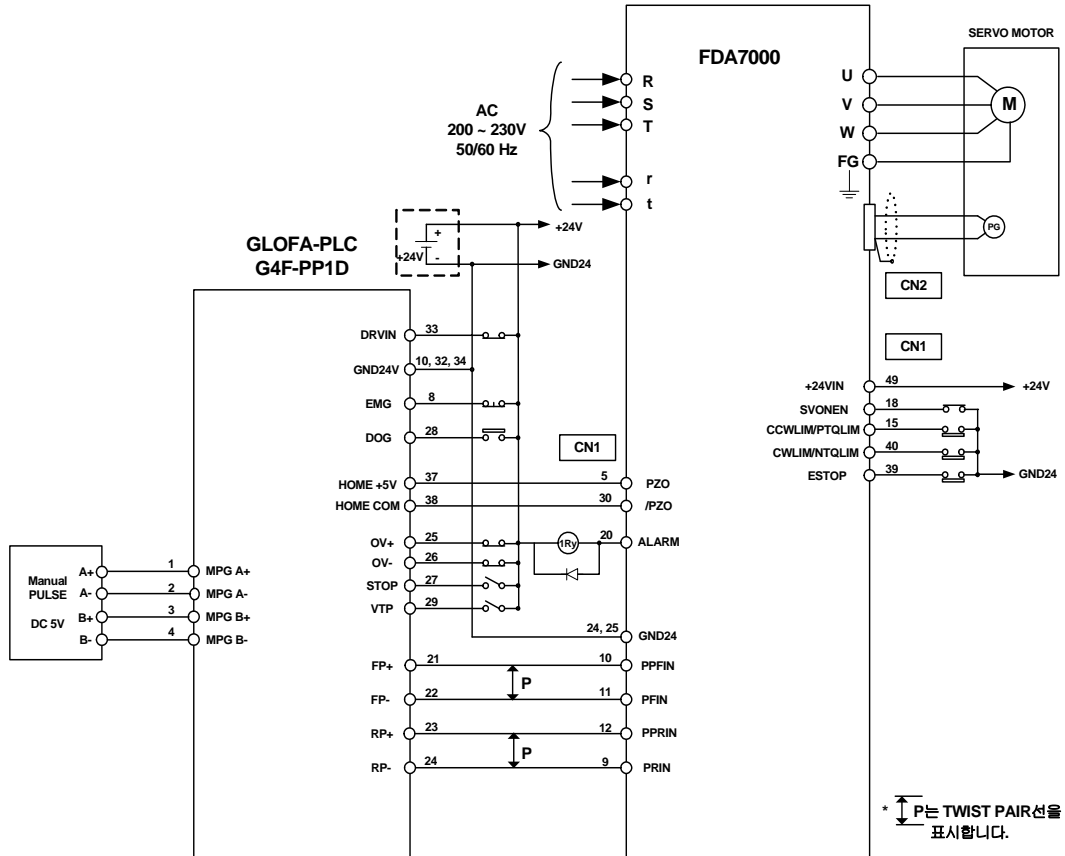 SERVO MOTOR
FDA7000
AC
200 ~ 230V
50/60 Hz
R
S
T
r
t
U
V
W
FG
M
PG
CN2
CN1
GLOFA-PLC
G4F-PP1D
+
+24V
-
+24V
GND24
DRVIN 33
GND24V 10, 32, 34
EMG 8
DOG 28
CN1
HOME +5V 37 5 PZO
HOME COM 38 30 /PZO
OV+ 25 1Ry 20 ALARM
OV- 26
STOP 27
VTP 29
24, 25 GND24
FP+ 21 10 PPFIN
P
FP- 22 11 PFIN
RP+ 23 12 PPRIN
P
RP- 24 9 PRIN
+24VIN 49 +24V
SVONEN 18
CCWLIM/PTQLIM 15
CWLIM/NTQLIM 40
ESTOP 39 GND24
Manual
PULSE
DC 5V
A+ 1 MPG A+
A- 2 MPG A-
B+ 3 MPG B+
B- 4 MPG B-
* P는 TWIST PAIR선을
표시합니다.